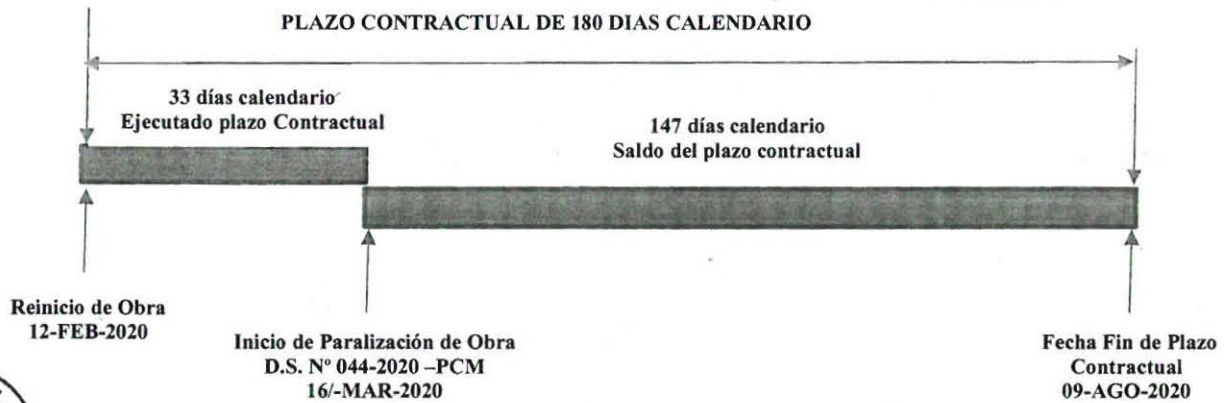 PLAZO CONTRACTUAL DE 180 DIAS CALENDARIO
33 días calendario
Ejecutado plazo Contractual
147 días calendario
Saldo del plazo contractual
Reinicio de Obra
12-FEB-2020
Inicio de Paralización de Obra
D.S. Nº 044-2020 –PCM
16/-MAR-2020
Fecha Fin de Plazo
Contractual
09-AGO-2020